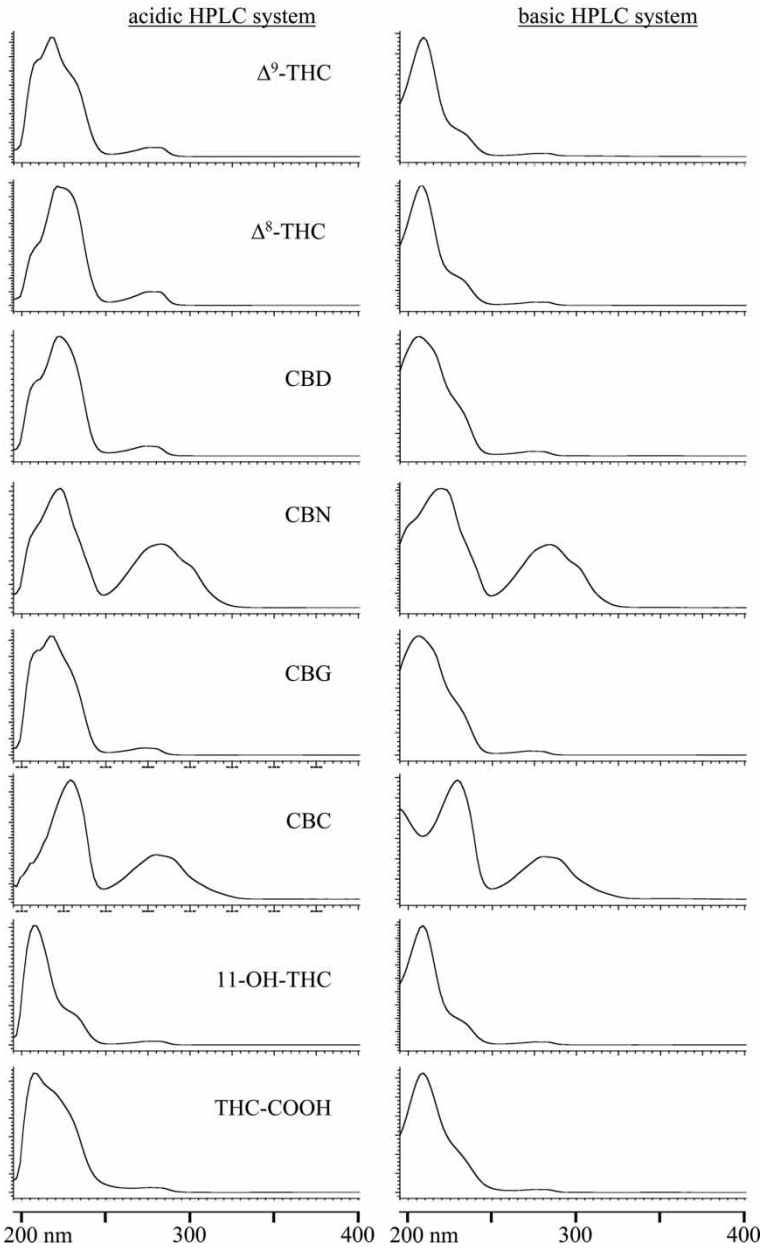 acidic HPLC system basic HPLC system
Δ⁹-THC
Δ⁸-THC
CBD
CBN
CBG
CBC
11-OH-THC
THC-COOH
200 nm 300 400 200 nm 300 400